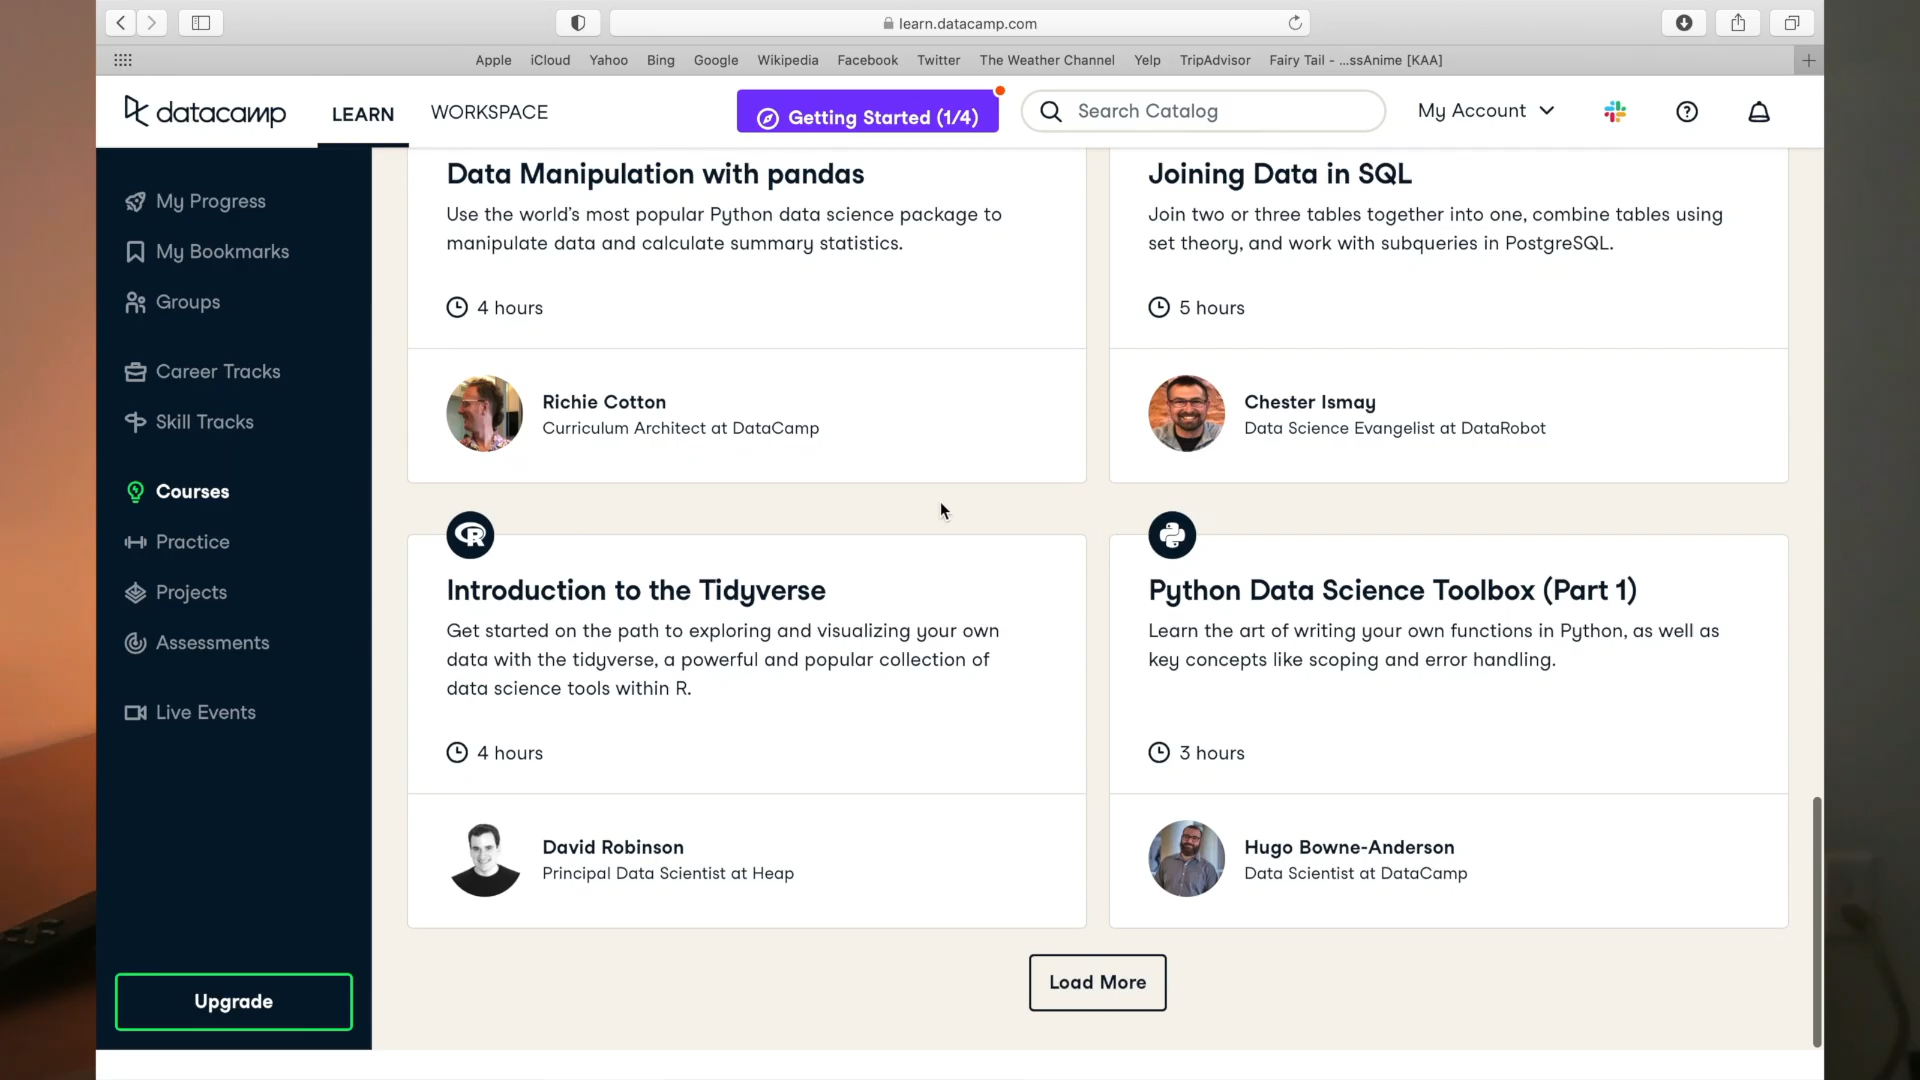 learn.datacamp.com
Apple iCloud Yahoo Bing Google Wikipedia Facebook Twitter The Weather Channel Yelp TripAdvisor Fairy Tail - ...ssAnime [KAA]
datacamp LEARN WORKSPACE Getting Started (1/4) Search Catalog My Account
My Progress
My Bookmarks
Groups
Career Tracks
Skill Tracks
Courses
Practice
Projects
Assessments
Live Events
Upgrade
Data Manipulation with pandas
Use the world's most popular Python data science package to
manipulate data and calculate summary statistics.
4 hours
Richie Cotton
Curriculum Architect at DataCamp
Joining Data in SQL
Join two or three tables together into one, combine tables using
set theory, and work with subqueries in PostgreSQL.
5 hours
Chester Ismay
Data Science Evangelist at DataRobot
R
Introduction to the Tidyverse
Get started on the path to exploring and visualizing your own
data with the tidyverse, a powerful and popular collection of
data science tools within R.
4 hours
David Robinson
Principal Data Scientist at Heap
Python Data Science Toolbox (Part 1)
Learn the art of writing your own functions in Python, as well as
key concepts like scoping and error handling.
3 hours
Hugo Bowne-Anderson
Data Scientist at DataCamp
Load More